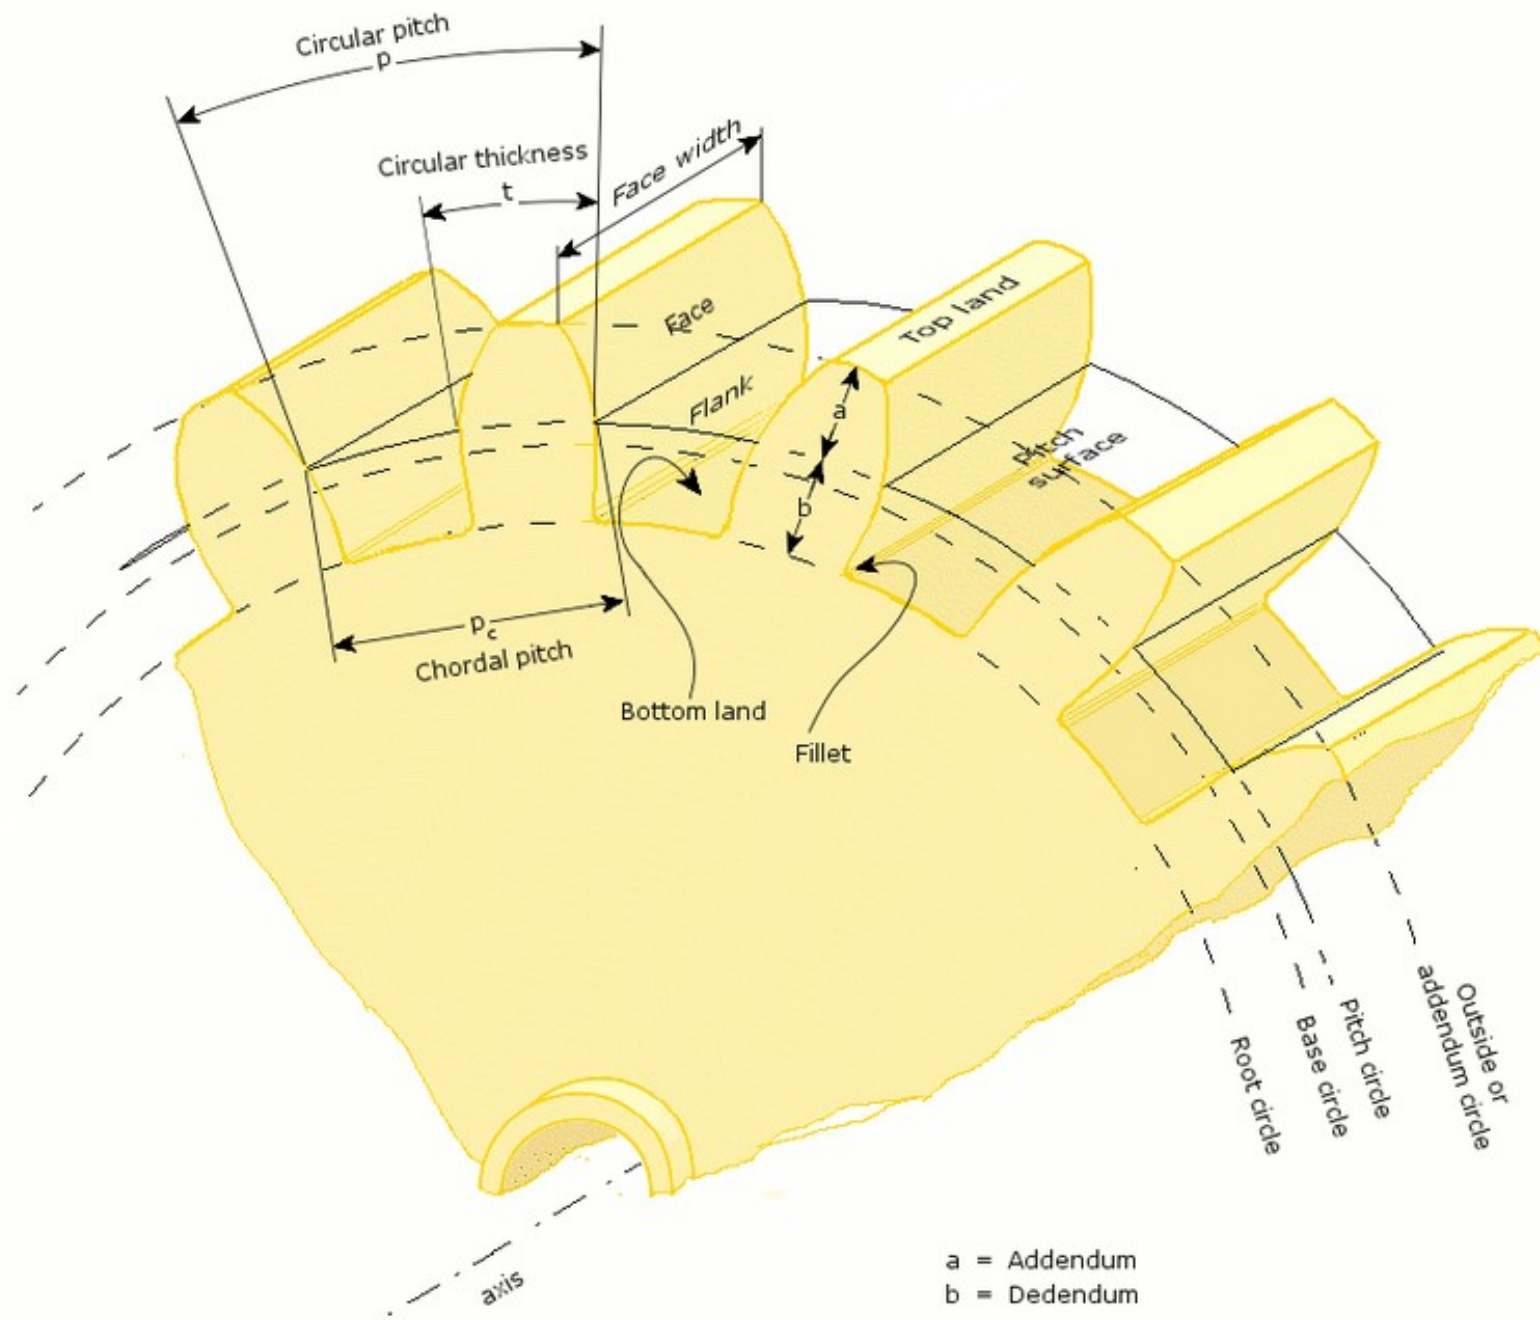 Circular pitch
p
Circular thickness
t
Face width
Face
Flank
Top land
a
b
pitch
surface
pc
Chordal pitch
Bottom land
Fillet
Root circle
Base circle
Pitch circle
Outside or
addendum circle
axis
a = Addendum
b = Dedendum